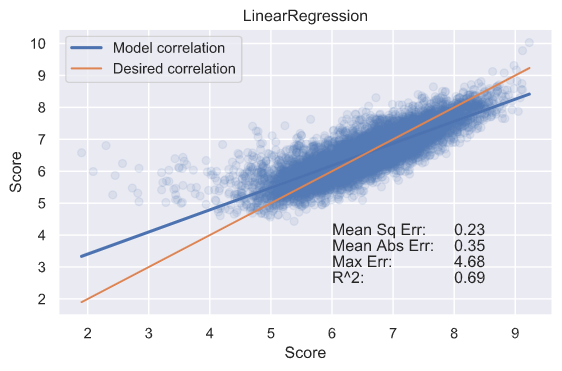 LinearRegression
Model correlation
Desired correlation
10
9
8
7
6
5
4
3
2
Score
Mean Sq Err: 0.23
Mean Abs Err: 0.35
Max Err: 4.68
R^2: 0.69
2 3 4 5 6 7 8 9
Score